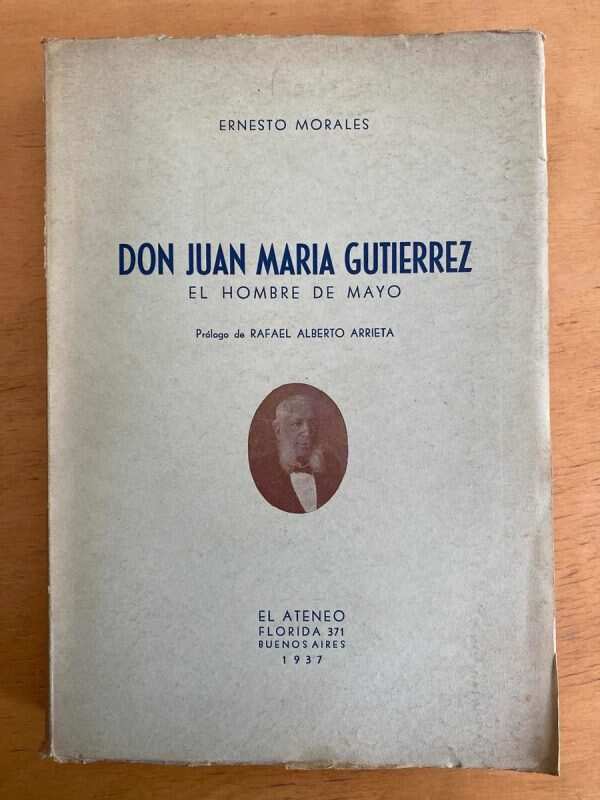 ERNESTO MORALES
DON JUAN MARIA GUTIERREZ
EL HOMBRE DE MAYO
Prólogo de RAFAEL ALBERTO ARRIETA
EL ATENEO
FLORIDA 371
BUENOS AIRES
1937